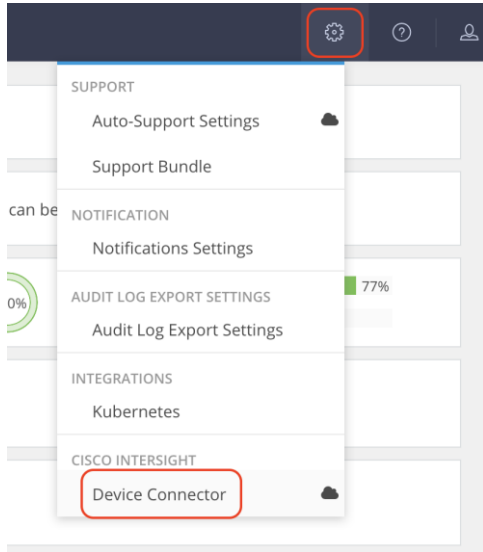 SUPPORT
Auto-Support Settings
Support Bundle
can be
NOTIFICATION
Notifications Settings
AUDIT LOG EXPORT SETTINGS
77%
0%
Audit Log Export Settings
INTEGRATIONS
Kubernetes
CISCO INTERSIGHT
Device Connector